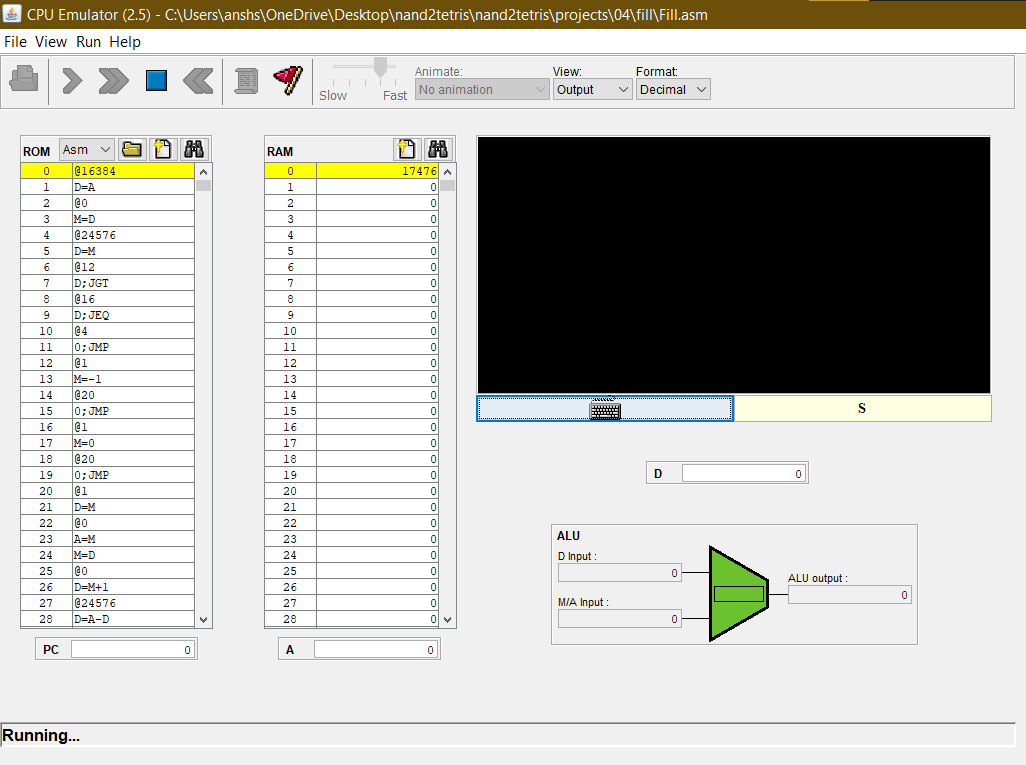 CPU Emulator (2.5) - C:\Users\anshs\OneDrive\Desktop\nand2tetris\nand2tetris\projects\04\fill\Fill.asm
File View Run Help
Slow
Fast
Animate:
No animation
View:
Output
Format:
Decimal
ROM Asm
0 @16384
1 D=A
2 @0
3 M=D
4 @24576
5 D=M
6 @12
7 D;JGT
8 @16
9 D;JEQ
10 @4
11 0;JMP
12 @1
13 M=-1
14 @20
15 0;JMP
16 @1
17 M=0
18 @20
19 0;JMP
20 @1
21 D=M
22 @0
23 A=M
24 M=D
25 @0
26 D=M+1
27 @24576
28 D=A-D
PC 0
RAM
0 17476
1 0
2 0
3 0
4 0
5 0
6 0
7 0
8 0
9 0
10 0
11 0
12 0
13 0
14 0
15 0
16 0
17 0
18 0
19 0
20 0
21 0
22 0
23 0
24 0
25 0
26 0
27 0
28 0
A 0
S
D 0
ALU
D Input :
0
M/A Input :
0
ALU output :
0
Running...